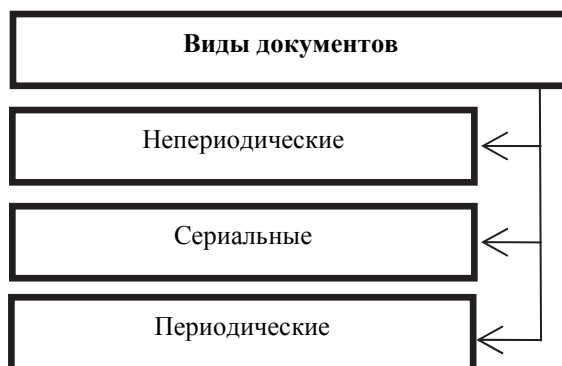 Виды документов
Непериодические
Сериальные
Периодические